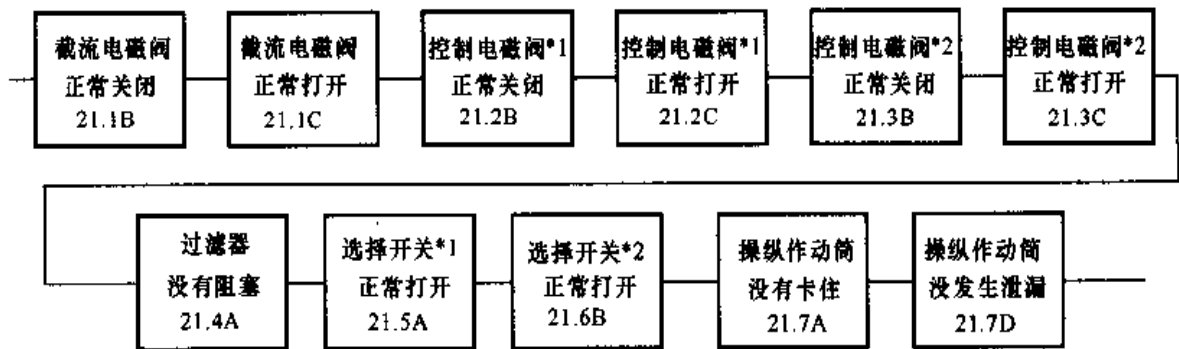 截流电磁阀
正常关闭
21.1B
截流电磁阀
正常打开
21.1C
控制电磁阀*1
正常关闭
21.2B
控制电磁阀*1
正常打开
21.2C
控制电磁阀*2
正常关闭
21.3B
控制电磁阀*2
正常打开
21.3C
过滤器
没有阻塞
21.4A
选择开关*1
正常打开
21.5A
选择开关*2
正常打开
21.6B
操纵作动筒
没有卡住
21.7A
操纵作动筒
没发生泄漏
21.7D